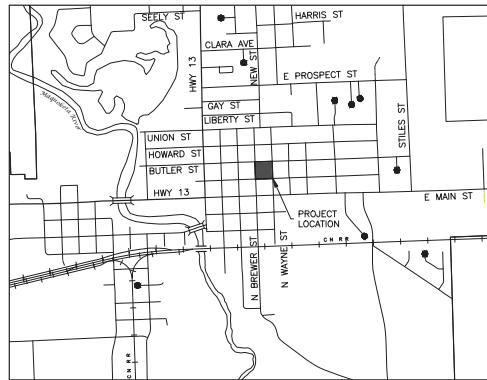 SEELY ST
HARRIS ST
CLARA AVE
HWY 13
NEW ST
E PROSPECT ST
GAY ST
LIBERTY ST
STILES ST
UNION ST
HOWARD ST
BUTLER ST
HWY 13
E MAIN ST
PROJECT
LOCATION
CN RR
N BREWER ST
N WAYNE ST
CN RR
River